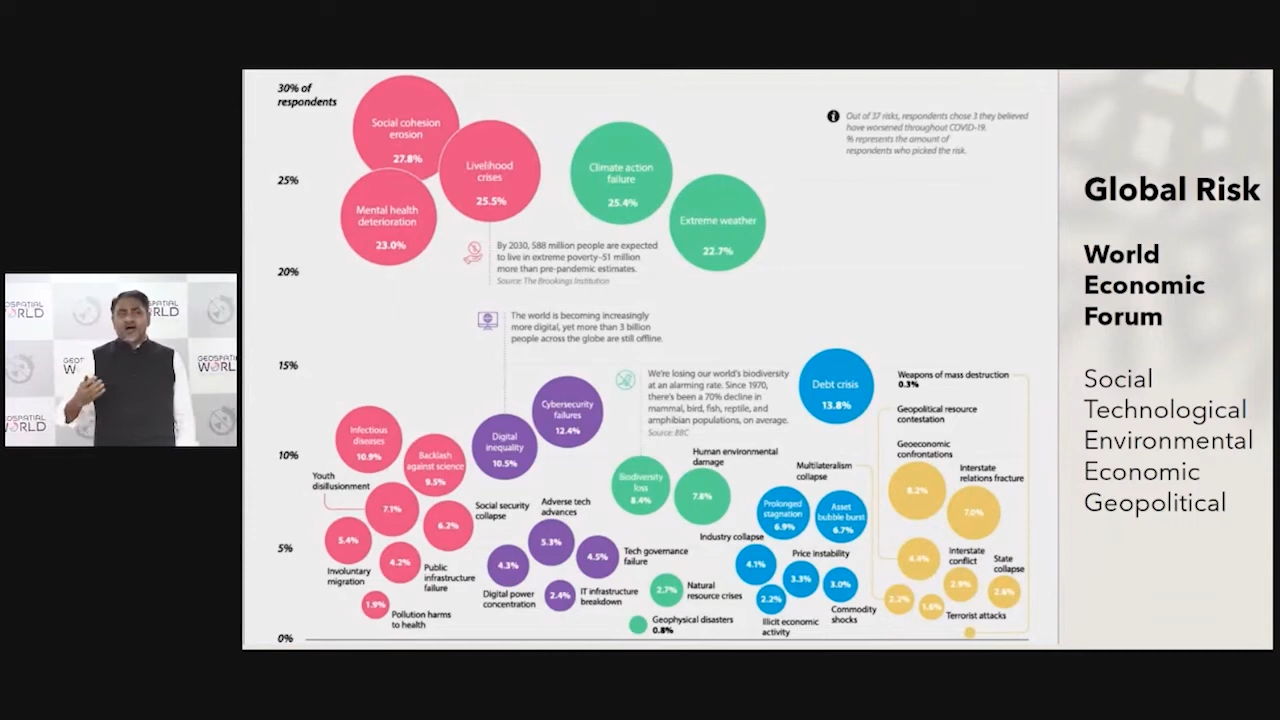 30% of
respondents
25%
20%
15%
10%
5%
0%
Social cohesion
erosion
27.8%
Livelihood
crises
25.5%
Mental health
deterioration
23.0%
Climate action
failure
25.4%
Extreme weather
22.7%
Out of 37 risks, respondents chose 3 they believed
have worsened throughout COVID-19.
% represents the amount of
respondents who picked the risk.
By 2030, 588 million people are expected
to live in extreme poverty–51 million
more than pre-pandemic estimates.
Source: The Brookings Institution
The world is becoming increasingly
more digital, yet more than 3 billion
people across the globe are still offline.
We're losing our world's biodiversity
at an alarming rate. Since 1970,
there's been a 70% decline in
mammal, bird, fish, reptile, and
amphibian populations, on average.
Source: BBC
Infectious
diseases
10.9%
Backlash
against science
9.5%
Youth
disillusionment
7.1%
Social security
collapse
6.2%
5.4%
Involuntary
migration
4.2%
Public
infrastructure
failure
1.9%
Pollution harms
to health
Cybersecurity
failures
12.4%
Digital
inequality
10.5%
Adverse tech
advances
5.3%
4.5%
Tech governance
failure
4.3%
Digital power
concentration
2.4%
IT infrastructure
breakdown
Biodiversity
loss
8.4%
Human environmental
damage
7.8%
2.7%
Natural
resource crises
Geophysical disasters
0.8%
Debt crisis
13.8%
Prolonged
stagnation
6.9%
Asset
bubble burst
6.7%
Industry collapse
4.1%
Price instability
3.3%
3.0%
Commodity
shocks
2.2%
Illicit economic
activity
Weapons of mass destruction
0.3%
Geopolitical resource
contestation
Geoeconomic
confrontations
8.2%
Interstate
relations fracture
7.0%
Multilateralism
collapse
4.4%
Interstate
conflict
2.9%
State
collapse
2.6%
2.2%
1.6%
Terrorist attacks
Global Risk
World
Economic
Forum
Social
Technological
Environmental
Economic
Geopolitical
GEOSPATIAL
WORLD